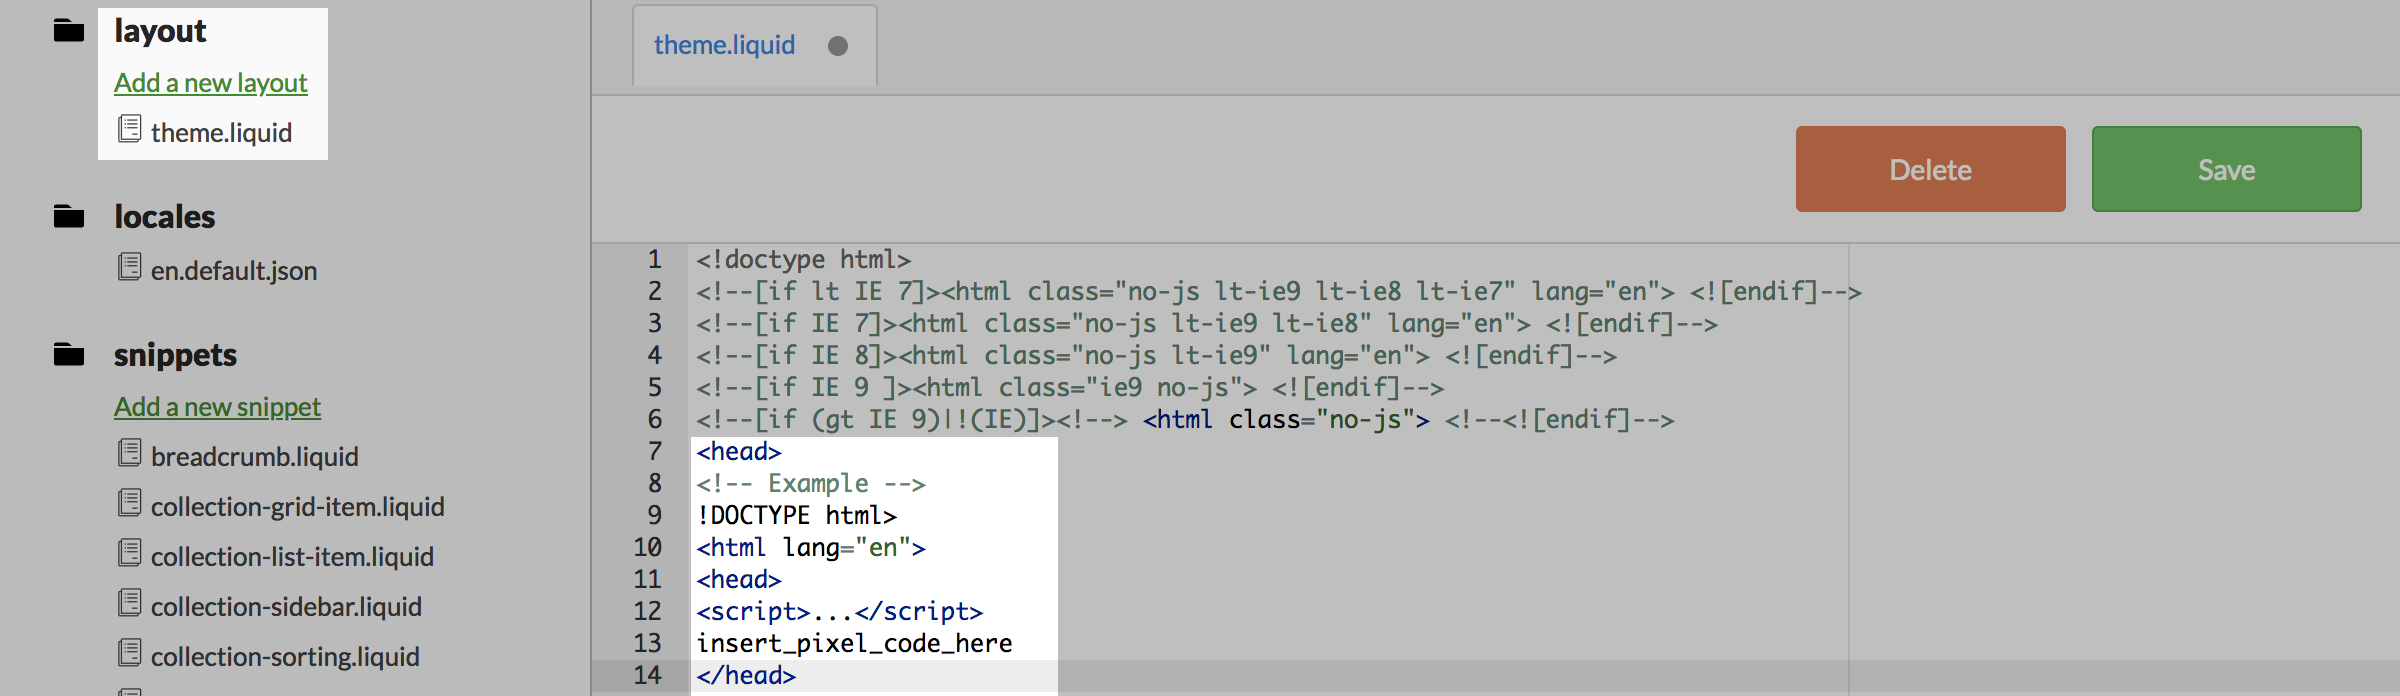 layout
Add a new layout
theme.liquid
locales
en.default.json
snippets
Add a new snippet
breadcrumb.liquid
collection-grid-item.liquid
collection-list-item.liquid
collection-sidebar.liquid
collection-sorting.liquid
theme.liquid
Delete
Save
1 <!doctype html>
2 <!--[if lt IE 7]><html class="no-js lt-ie9 lt-ie8 lt-ie7" lang="en"> <![endif]-->
3 <!--[if IE 7]><html class="no-js lt-ie9 lt-ie8" lang="en"> <![endif]-->
4 <!--[if IE 8]><html class="no-js lt-ie9" lang="en"> <![endif]-->
5 <!--[if IE 9 ]><html class="ie9 no-js"> <![endif]-->
6 <!--[if (gt IE 9)|!(IE)]><!--> <html class="no-js"> <!--<![endif]-->
7 <head>
8 <!-- Example -->
9 !DOCTYPE html>
10 <html lang="en">
11 <head>
12 <script>...</script>
13 insert_pixel_code_here
14 </head>